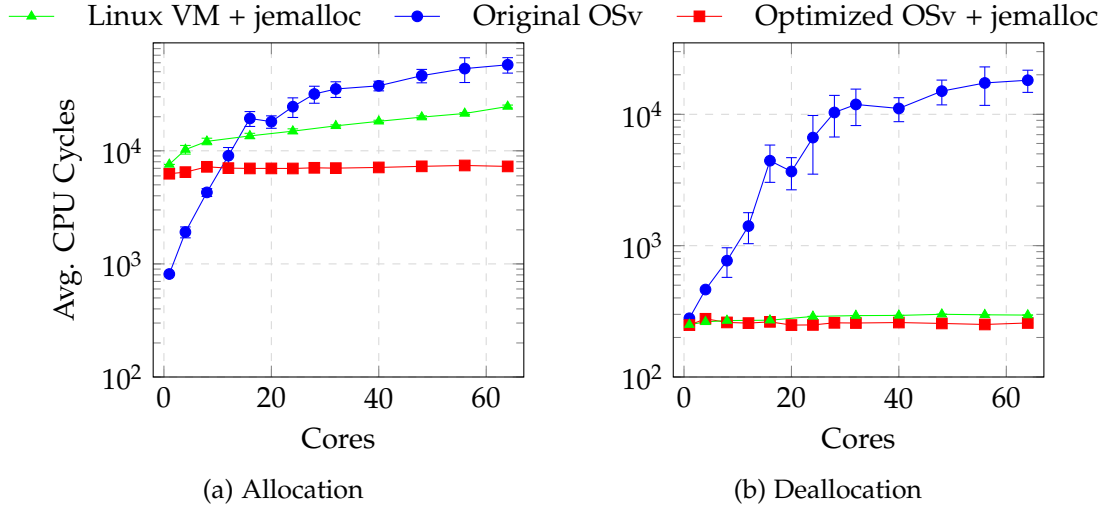 Linux VM + jemalloc Original OSv Optimized OSv + jemalloc
Avg. CPU Cycles
10^4
10^3
10^2
0 20 40 60
Cores
(a) Allocation
10^4
10^3
10^2
0 20 40 60
Cores
(b) Deallocation